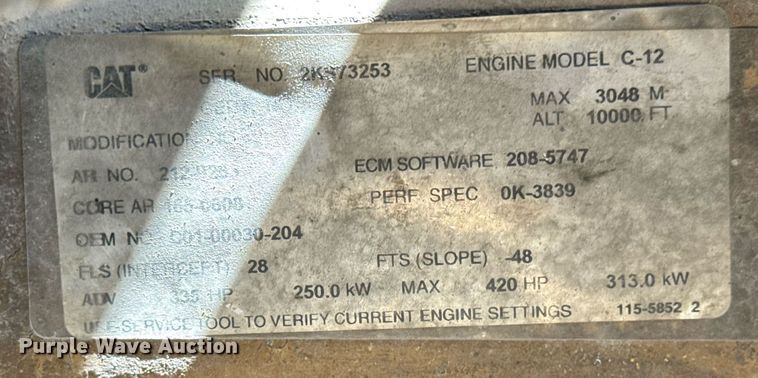 CAT® SER NO. ENGINE MODEL C-12
MAX 3048 M
ALT 10000 FT
MODIFICATION
AR NO. ECM SOFTWARE 208-5747
CORE AR PERF SPEC 0K-3839
OEM NO C01-00030-204
FLS (INTERCEPT) 28 FTS (SLOPE) -48
ADV 335 HP 250.0 kW MAX 420 HP 313.0 kW
USE SERVICE TOOL TO VERIFY CURRENT ENGINE SETTINGS 115-5852 2
Purple Wave Auction